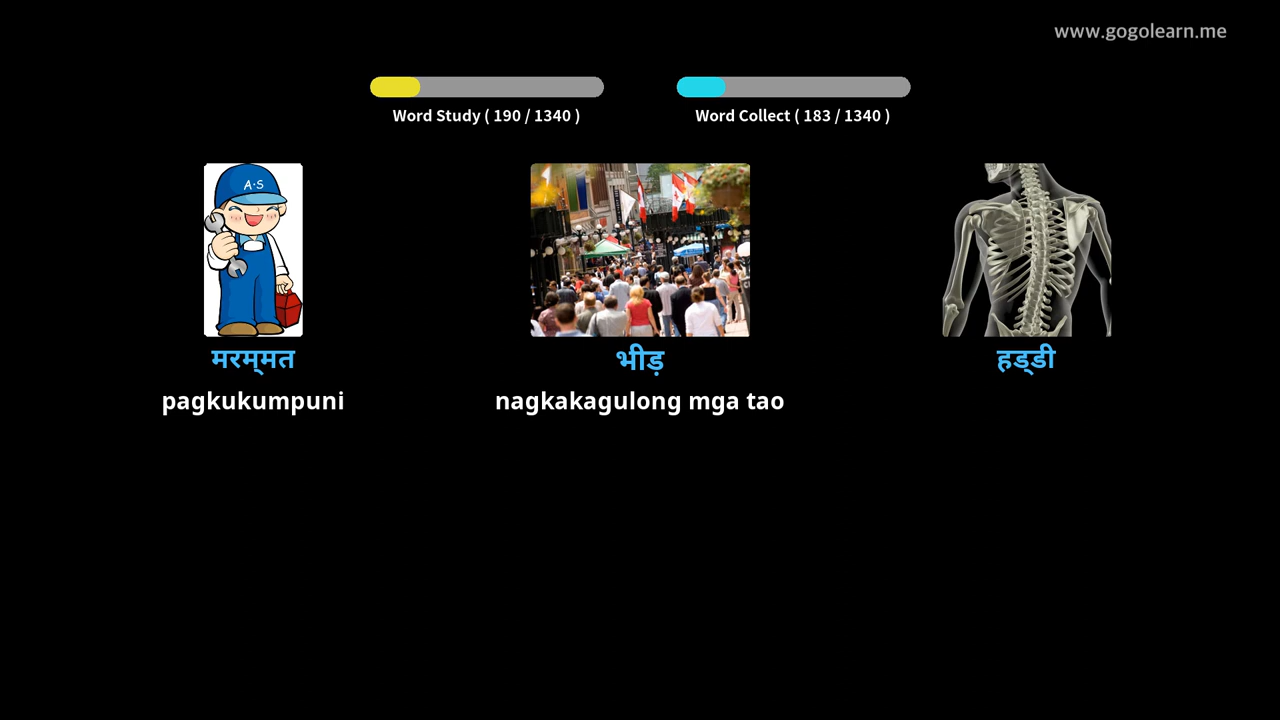 www.gogolearn.me
Word Study ( 190 / 1340 )
Word Collect ( 183 / 1340 )
A·S
मरम्मत
भीड़
हड्डी
pagkukumpuni
nagkakagulong mga tao